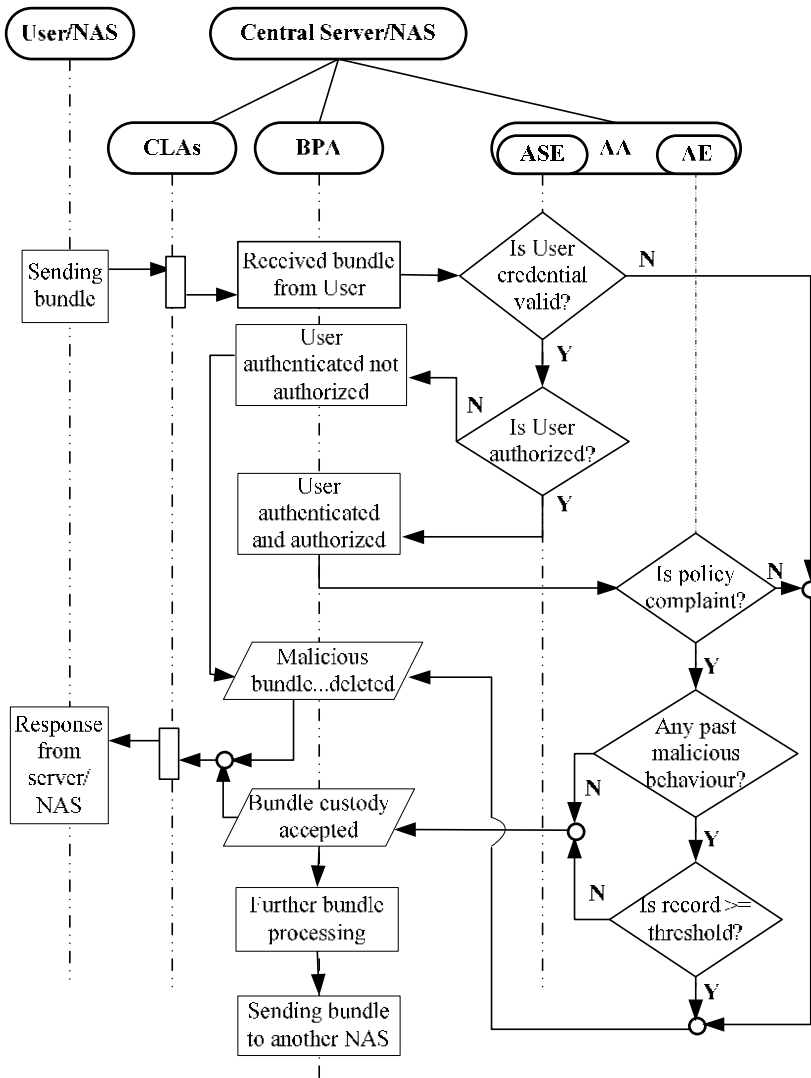 User/NAS
Central Server/NAS
CLAs
BPA
ASE
AA
AE
Sending
bundle
Received bundle
from User
Is User
credential
valid?
N
User
authenticated not
authorized
Y
N
Is User
authorized?
Y
User
authenticated
and authorized
Is policy
complaint?
N
Y
Malicious
bundle...deleted
Response
from
server/
NAS
Any past
malicious
behaviour?
N
Y
Bundle custody
accepted
Further bundle
processing
N
Is record >=
threshold?
Y
Sending bundle
to another NAS